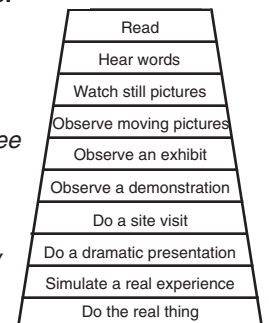 Read
Hear words
Watch still pictures
Observe moving pictures
ee
Observe an exhibit
Observe a demonstration
Do a site visit
Do a dramatic presentation
Simulate a real experience
Do the real thing